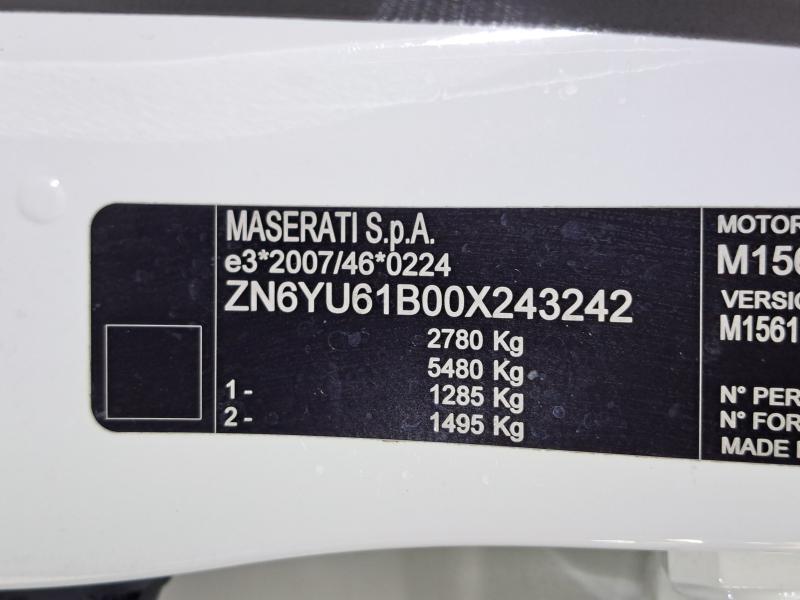 MASERATI S.p.A.
e3*2007/46*0224
ZN6YU61B00X243242
2780 Kg
5480 Kg
1- 1285 Kg
2- 1495 Kg
MOTOR
M156
VERSIO
M1561
N° PER
N° FOR
MADE